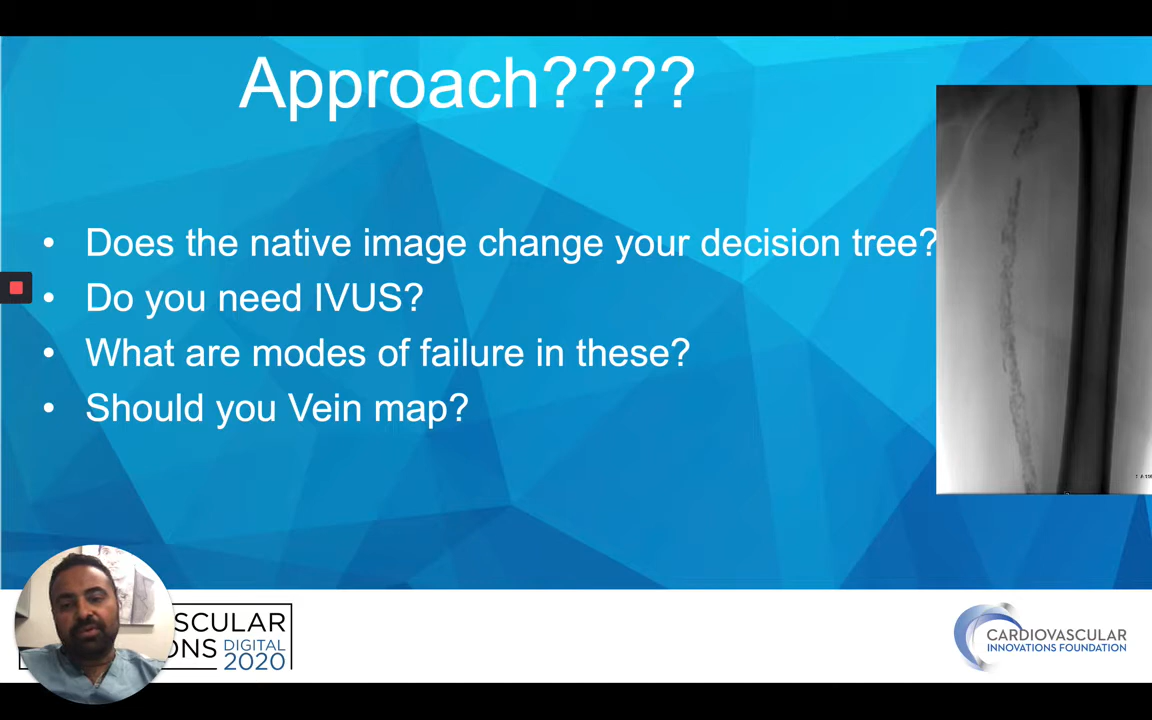 Approach????
• Does the native image change your decision tree?
• Do you need IVUS?
• What are modes of failure in these?
• Should you Vein map?
SCULAR
ONS DIGITAL
2020
CARDIOVASCULAR
INNOVATIONS FOUNDATION